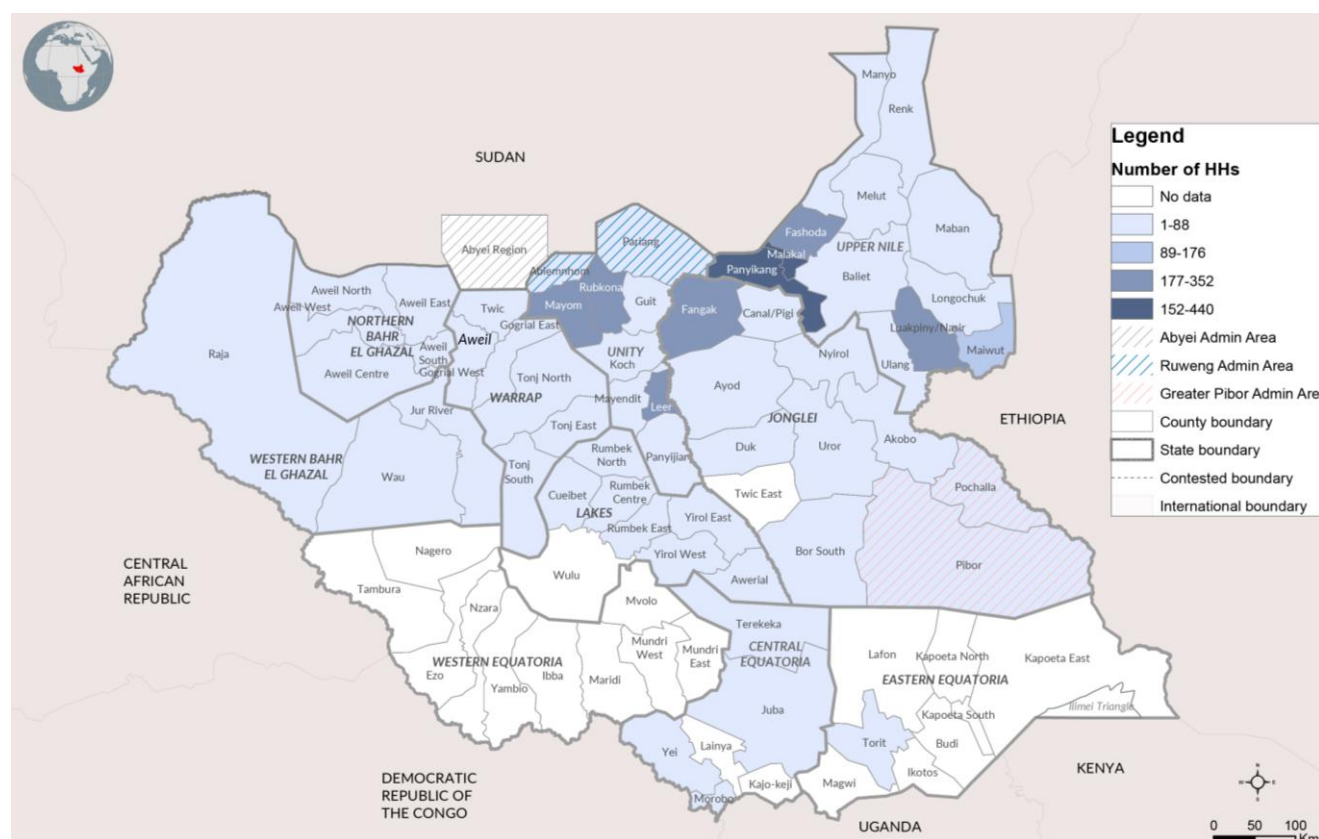 SUDAN
Manyo
Renk
Melut
Maban
Fashoda
UPPER NILE
Malakal
Panyikang
Baliet
Longochuk
Luakpiny/Nasir
Maiwut
Ulang
Abyei Region
Pariang
Abiemnhom
Rubkona
Mayom
Guit
Fangak
Canal/Pigi
Nyirol
Aweil North
Aweil East
Aweil West
NORTHERN
BAHR
EL GHAZAL
Aweil
South
Aweil Centre
Twic
Gogrial East
Aweil
Gogrial West
Raja
UNITY
Koch
Tonj North
WARRAP
Mayendit
Leer
Ayod
JONGLEI
Jur River
Tonj East
Panyijian
Duk
Uror
Akobo
ETHIOPIA
WESTERN BAHR
EL GHAZAL
Wau
Tonj
South
Rumbek
North
Cueibet
Rumbek
Centre
LAKES
Rumbek East
Yirol East
Yirol West
Awerial
Twic East
Pochalla
Bor South
Pibor
CENTRAL
AFRICAN
REPUBLIC
Nagero
Tambura
Wulu
Mvolo
Nzara
Mundri
West
Mundri
East
WESTERN EQUATORIA
Ezo
Yambio
Ibba
Maridi
Terekeka
CENTRAL
EQUATORIA
Juba
Lafon
Kapoeta North
Kapoeta East
EASTERN EQUATORIA
Kapoeta South
Ilimei Triangle
Torit
Budi
Ikotos
Magwi
Yei
Lainya
Morobo
Kajo-keji
DEMOCRATIC
REPUBLIC OF
THE CONGO
UGANDA
KENYA
Legend
Number of HHs
No data
1-88
89-176
177-352
152-440
Abyei Admin Area
Ruweng Admin Area
Greater Pibor Admin Are
County boundary
State boundary
Contested boundary
International boundary
N
W E
S
0 50 100
Km